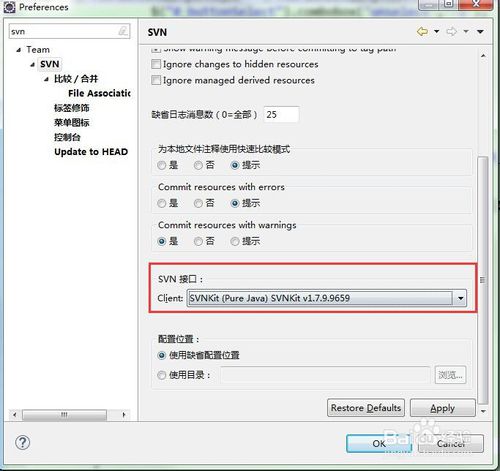 $("#_buttonSelect").combobox("unselect",
Preferences
svn
SVN
Team
SVN
比较 / 合并
File Associatio
标签修饰
菜单图标
控制台
Update to HEAD
Show warning message before committing to tag path
Ignore changes to hidden resources
Ignore managed derived resources
缺省日志消息数（0=全部）
25
为本地文件注释使用快速比较模式
是 否 提示
Commit resources with errors
是 否 提示
Commit resources with warnings
是 否 提示
SVN 接口：
Client: SVNKit (Pure Java) SVNKit v1.7.9.9659
配置位置：
使用缺省配置位置
使用目录：
浏览...
Restore Defaults Apply
OK Cancel
Baidu 经验